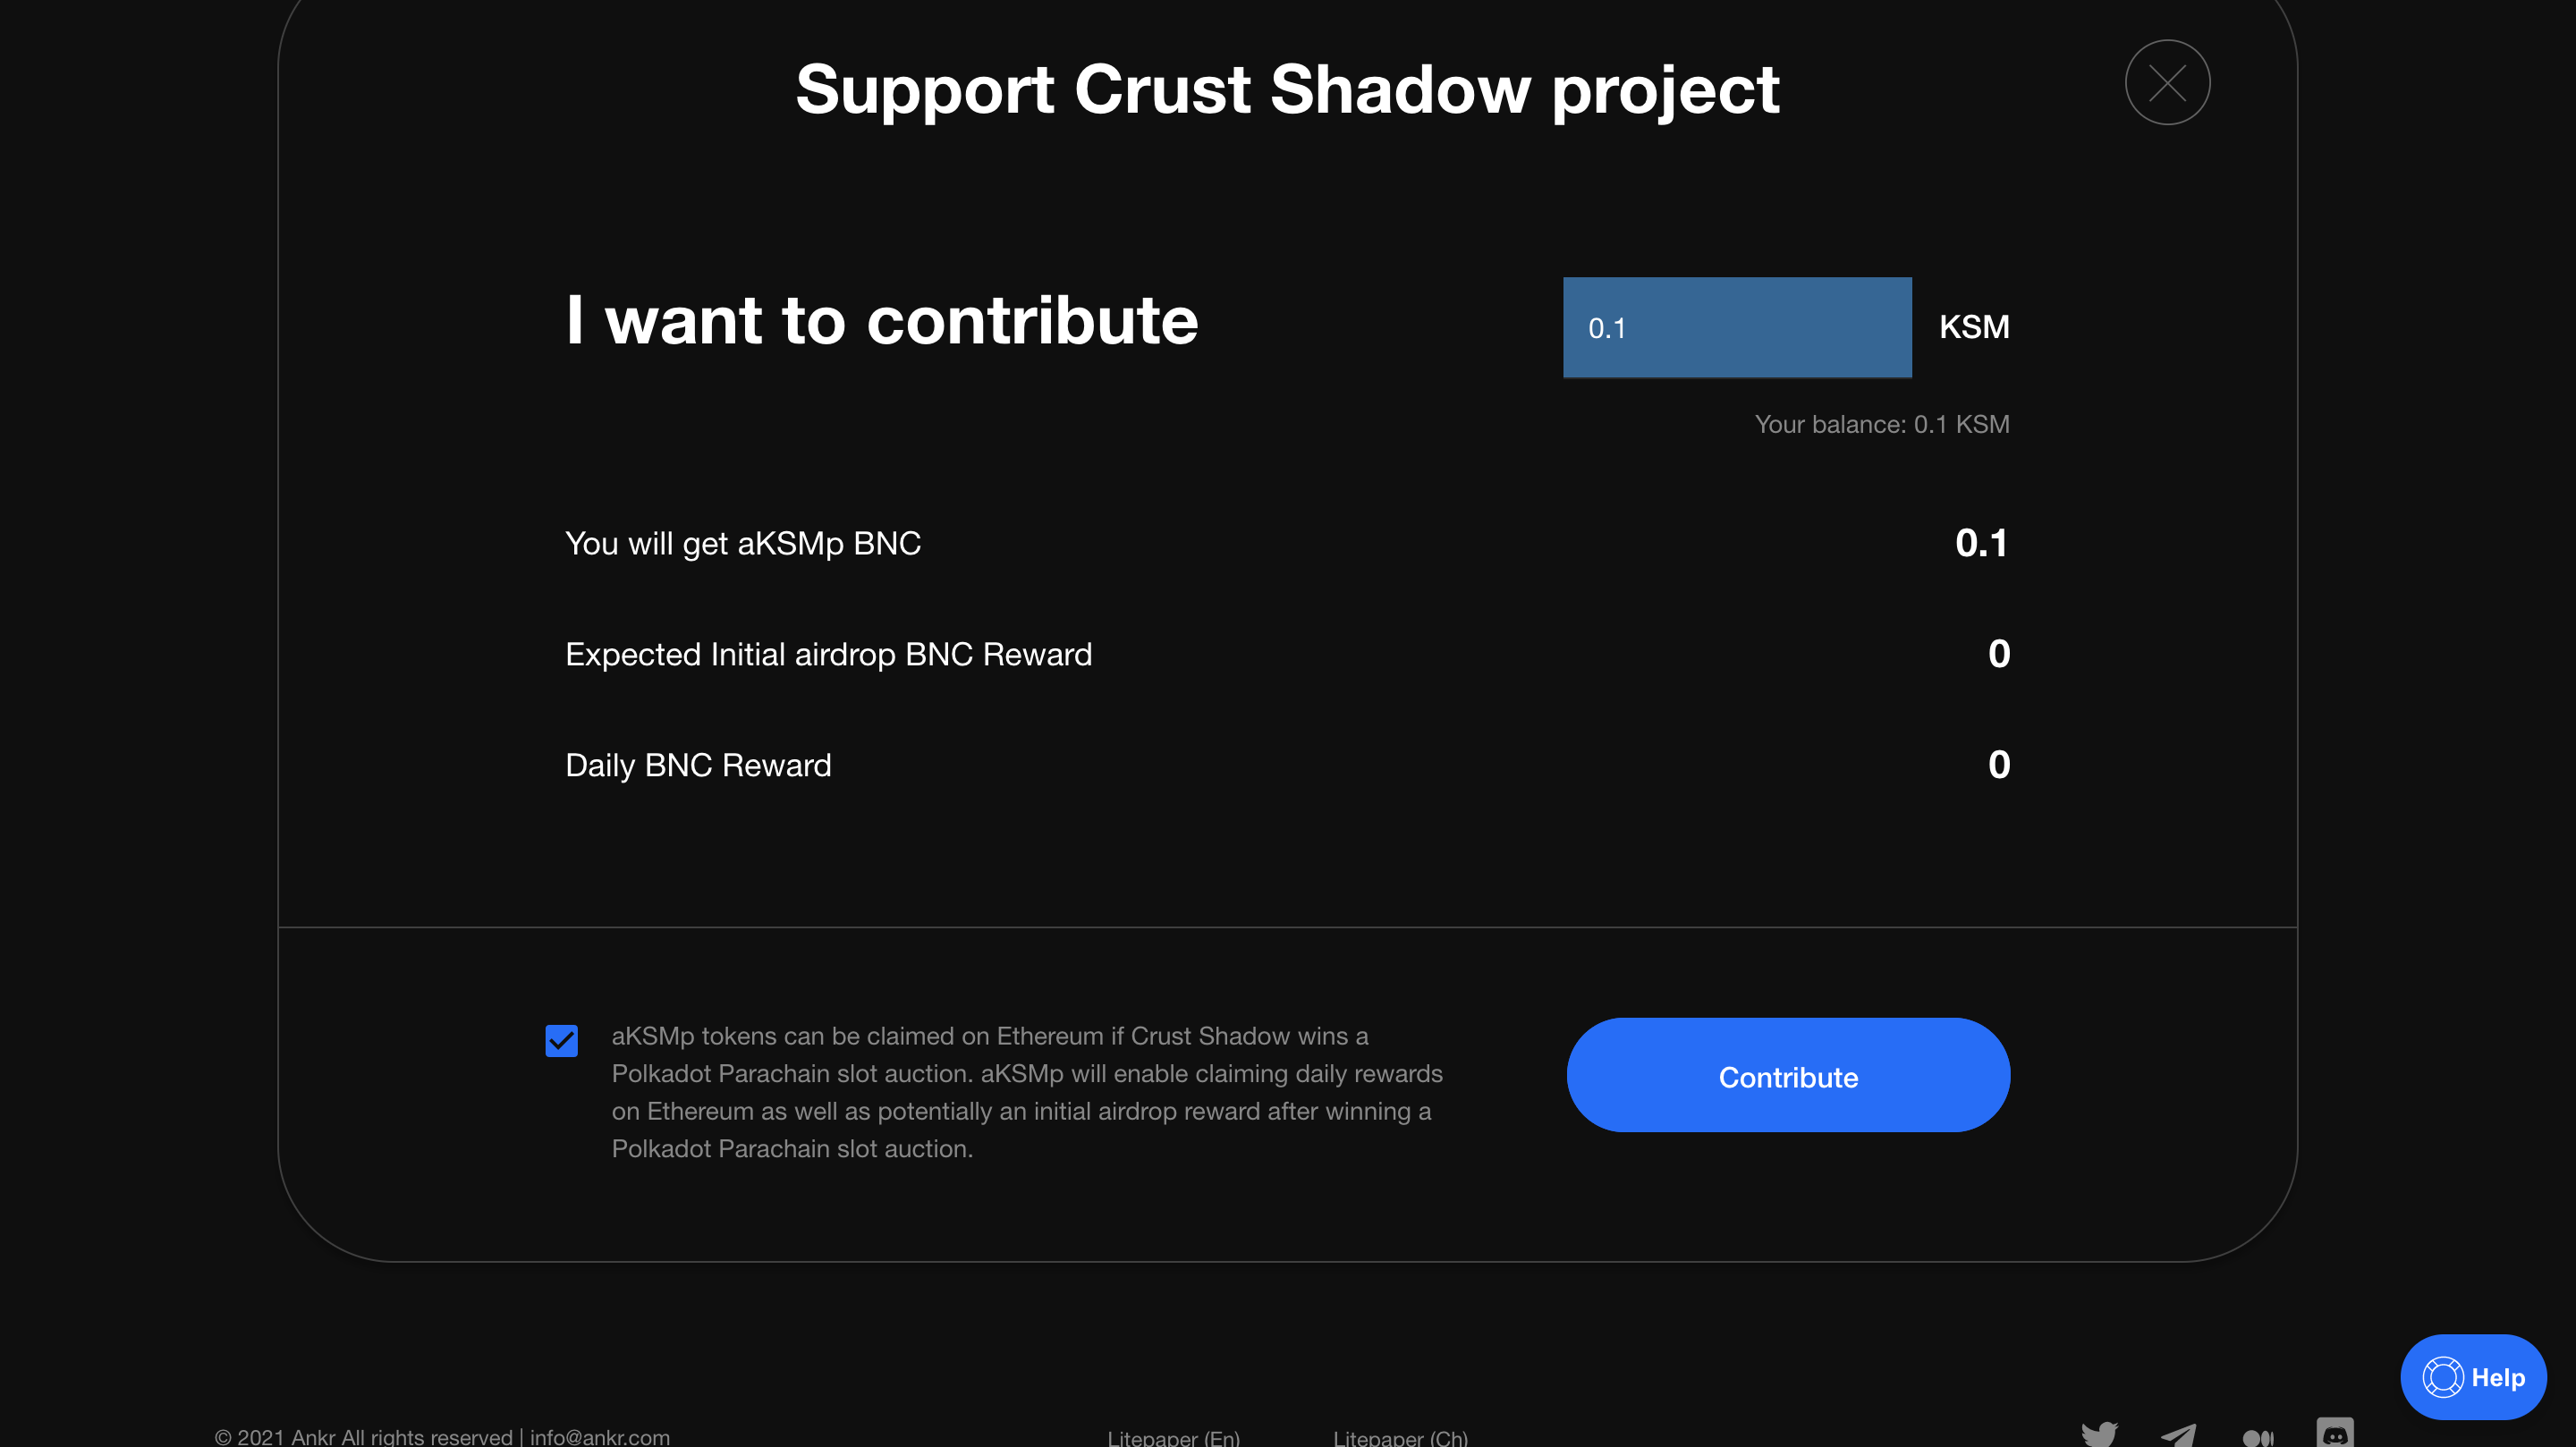 Support Crust Shadow project
I want to contribute
0.1
KSM
Your balance: 0.1 KSM
You will get aKSMp BNC
0.1
Expected Initial airdrop BNC Reward
0
Daily BNC Reward
0
aKSMp tokens can be claimed on Ethereum if Crust Shadow wins a
Polkadot Parachain slot auction. aKSMp will enable claiming daily rewards
on Ethereum as well as potentially an initial airdrop reward after winning a
Polkadot Parachain slot auction.
Contribute
Help
© 2021 Ankr All rights reserved | info@ankr.com
Litepaper (En)
Litepaper (Ch)